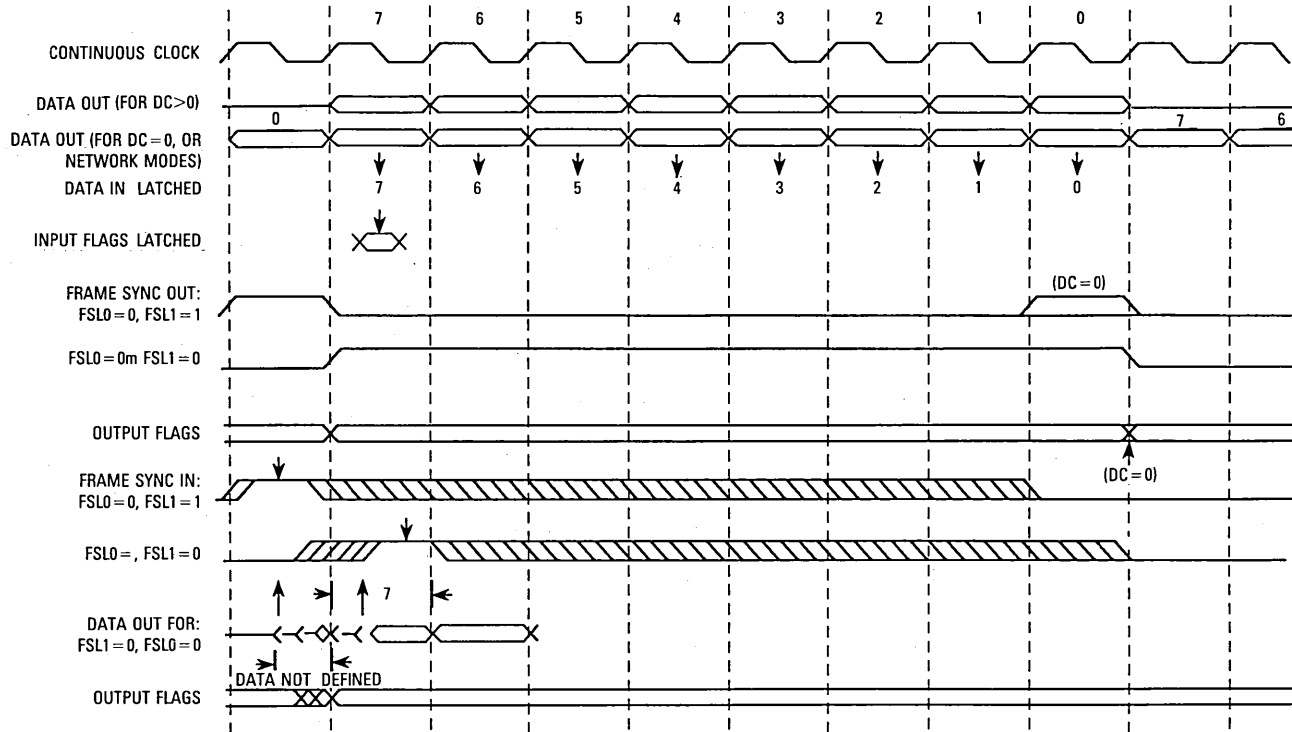 7 6 5 4 3 2 1 0
CONTINUOUS CLOCK
DATA OUT (FOR DC>0)
0
DATA OUT (FOR DC=0, OR
NETWORK MODES)
7 6
DATA IN LATCHED
7 6 5 4 3 2 1 0
INPUT FLAGS LATCHED
FRAME SYNC OUT:
FSL0=0, FSL1=1
(DC=0)
FSL0=0m FSL1=0
OUTPUT FLAGS
(DC=0)
FRAME SYNC IN:
FSL0=0, FSL1=1
FSL0=, FSL1=0
7
DATA OUT FOR:
FSL1=0, FSL0=0
DATA NOT DEFINED
OUTPUT FLAGS